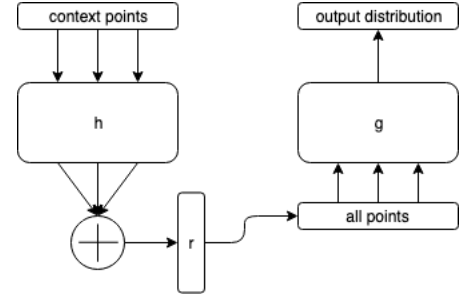 context points
output distribution
h
g
r
all points